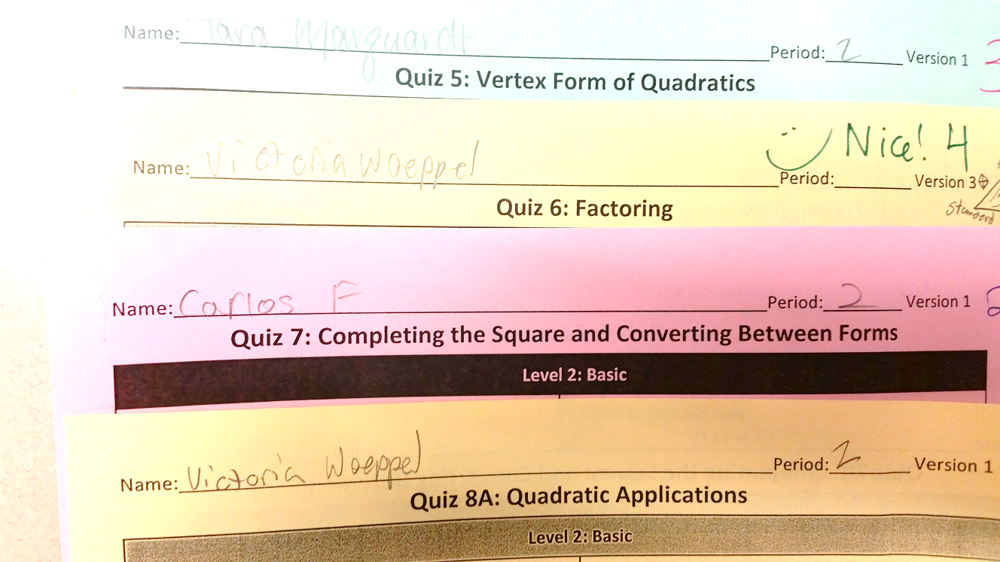 Name: Tara Marquardt Period: 2 Version 1
Quiz 5: Vertex Form of Quadratics
Nice! 4
Name: Victoria Woeppel Period: Version 3
Standard
Quiz 6: Factoring
Name: Carlos F Period: 2 Version 1
Quiz 7: Completing the Square and Converting Between Forms
Level 2: Basic
Name: Victoria Woeppel Period: 2 Version 1
Quiz 8A: Quadratic Applications
Level 2: Basic